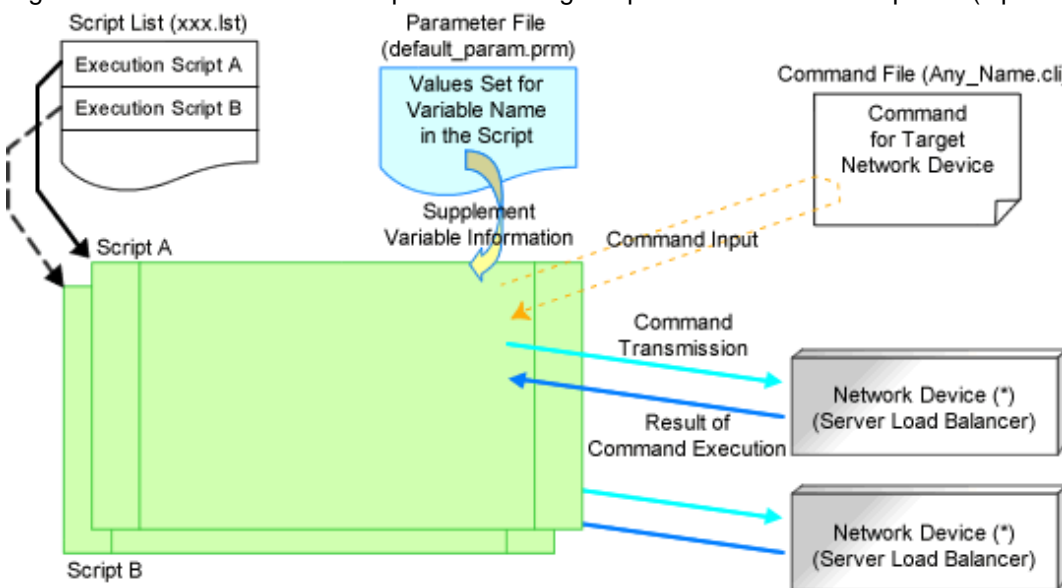 Script List (xxx.lst)
Execution Script A
Execution Script B
Parameter File
(default_param.prm)
Values Set for
Variable Name
in the Script
Command File (Any_Name.cli
Command
for Target
Network Device
Supplement
Variable Information
Command Input
Script A
Command
Transmission
Network Device (*)
(Server Load Balancer)
Result of
Command Execution
Network Device (*)
(Server Load Balancer)
Script B